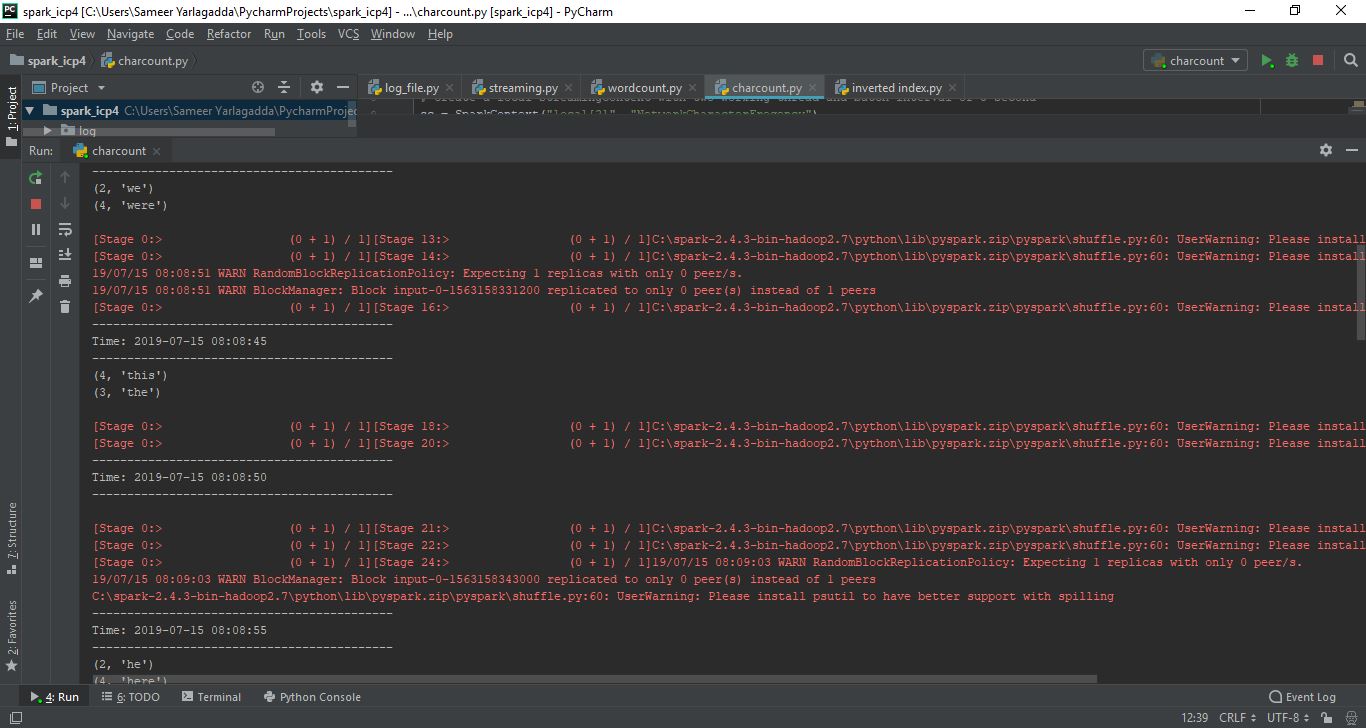 spark_icp4 [C:\Users\Sameer Yarlagadda\PycharmProjects\spark_icp4] - ...\charcount.py [spark_icp4] - PyCharm
File Edit View Navigate Code Refactor Run Tools VCS Window Help
spark_icp4 charcount.py charcount
Project log_file.py streaming.py wordcount.py charcount.py inverted index.py
spark_icp4 C:\Users\Sameer Yarlagadda\PycharmProjec
log
1: Project
Run: charcount
-------------------------------------------
(2, 'we')
(4, 'were')
[Stage 0:> (0 + 1) / 1][Stage 13:> (0 + 1) / 1]C:\spark-2.4.3-bin-hadoop2.7\python\lib\pyspark.zip\pyspark\shuffle.py:60: UserWarning: Please install
[Stage 0:> (0 + 1) / 1][Stage 14:> (0 + 1) / 1]C:\spark-2.4.3-bin-hadoop2.7\python\lib\pyspark.zip\pyspark\shuffle.py:60: UserWarning: Please install
19/07/15 08:08:51 WARN RandomBlockReplicationPolicy: Expecting 1 replicas with only 0 peer/s.
19/07/15 08:08:51 WARN BlockManager: Block input-0-1563158331200 replicated to only 0 peer(s) instead of 1 peers
[Stage 0:> (0 + 1) / 1][Stage 16:> (0 + 1) / 1]C:\spark-2.4.3-bin-hadoop2.7\python\lib\pyspark.zip\pyspark\shuffle.py:60: UserWarning: Please install
-------------------------------------------
Time: 2019-07-15 08:08:45
-------------------------------------------
(4, 'this')
(3, 'the')
[Stage 0:> (0 + 1) / 1][Stage 18:> (0 + 1) / 1]C:\spark-2.4.3-bin-hadoop2.7\python\lib\pyspark.zip\pyspark\shuffle.py:60: UserWarning: Please install
[Stage 0:> (0 + 1) / 1][Stage 20:> (0 + 1) / 1]C:\spark-2.4.3-bin-hadoop2.7\python\lib\pyspark.zip\pyspark\shuffle.py:60: UserWarning: Please install
-------------------------------------------
Time: 2019-07-15 08:08:50
-------------------------------------------
[Stage 0:> (0 + 1) / 1][Stage 21:> (0 + 1) / 1]C:\spark-2.4.3-bin-hadoop2.7\python\lib\pyspark.zip\pyspark\shuffle.py:60: UserWarning: Please install
[Stage 0:> (0 + 1) / 1][Stage 22:> (0 + 1) / 1]C:\spark-2.4.3-bin-hadoop2.7\python\lib\pyspark.zip\pyspark\shuffle.py:60: UserWarning: Please install
[Stage 0:> (0 + 1) / 1][Stage 24:> (0 + 1) / 1]19/07/15 08:09:03 WARN RandomBlockReplicationPolicy: Expecting 1 replicas with only 0 peer/s.
19/07/15 08:09:03 WARN BlockManager: Block input-0-1563158343000 replicated to only 0 peer(s) instead of 1 peers
C:\spark-2.4.3-bin-hadoop2.7\python\lib\pyspark.zip\pyspark\shuffle.py:60: UserWarning: Please install psutil to have better support with spilling
-------------------------------------------
Time: 2019-07-15 08:08:55
-------------------------------------------
(2, 'he')
(4, 'here')
7: Structure
2: Favorites
4: Run 6: TODO Terminal Python Console Event Log
12:39 CRLF UTF-8